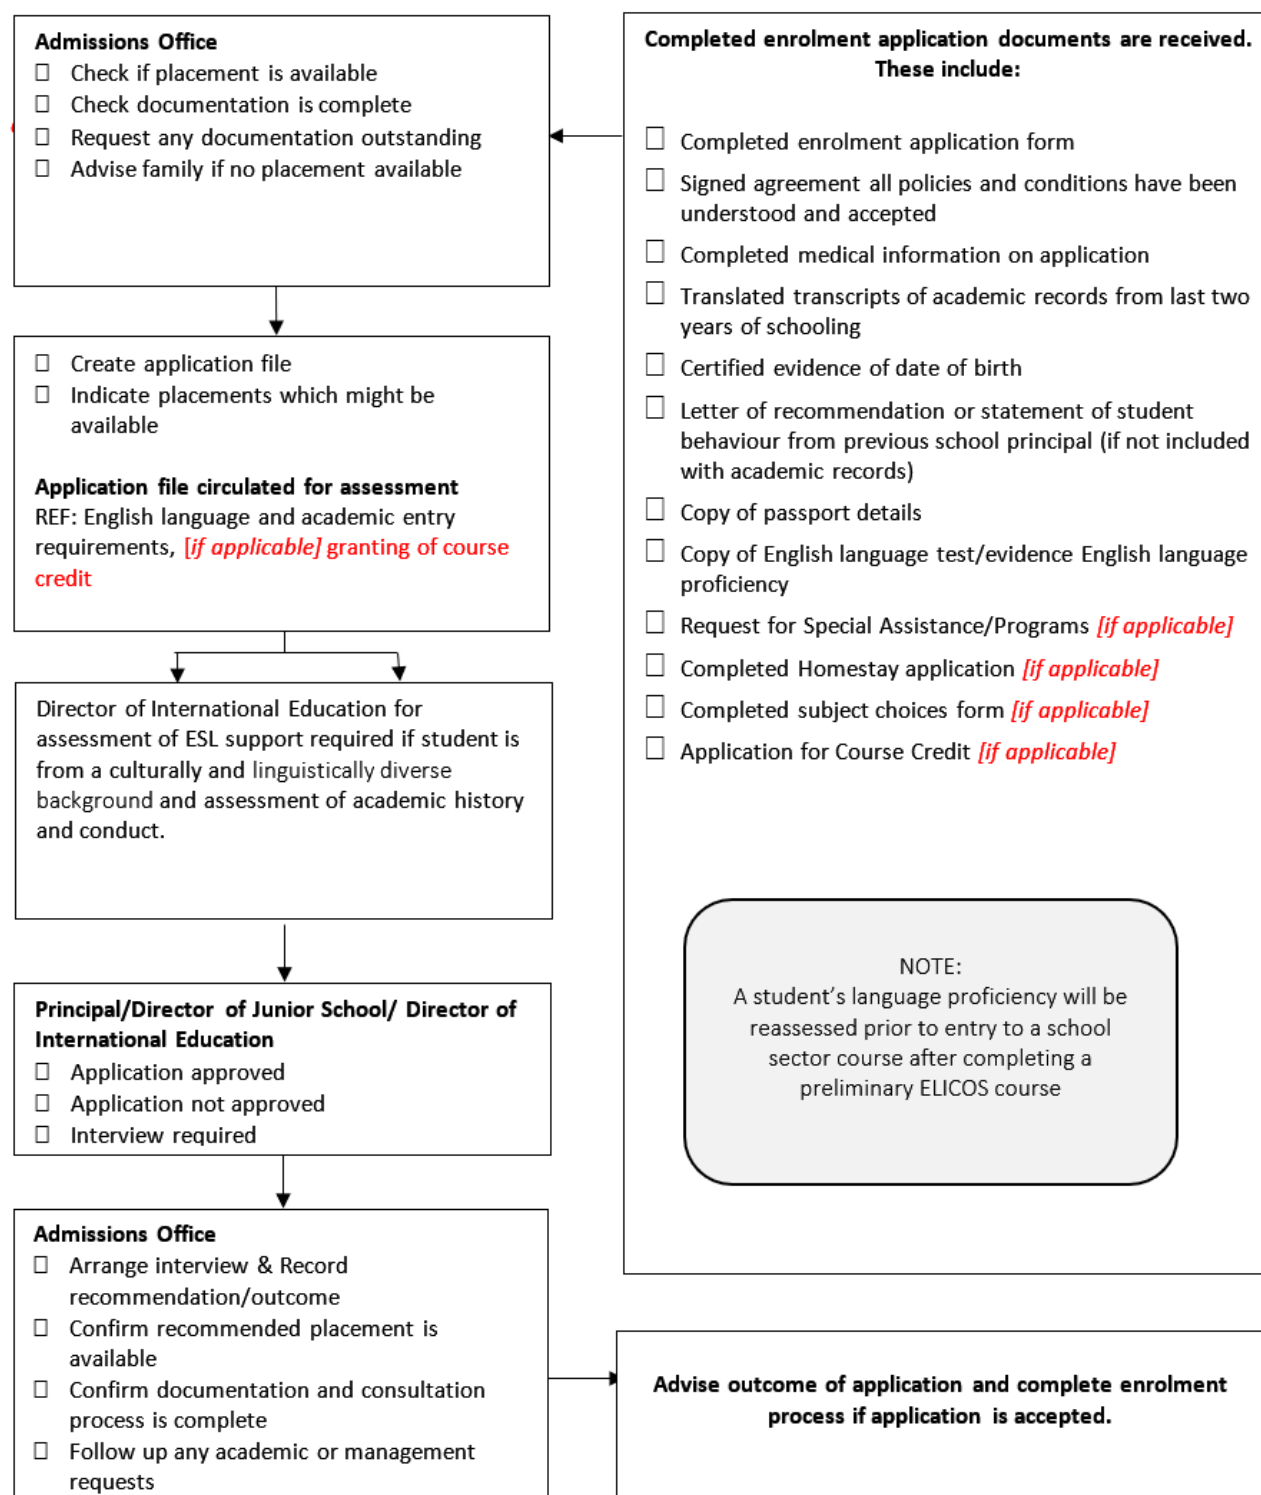 Admissions Office
☐ Check if placement is available
☐ Check documentation is complete
☐ Request any documentation outstanding
☐ Advise family if no placement available
Completed enrolment application documents are received.
These include:
☐ Completed enrolment application form
☐ Signed agreement all policies and conditions have been
understood and accepted
☐ Completed medical information on application
☐ Translated transcripts of academic records from last two
years of schooling
☐ Certified evidence of date of birth
☐ Letter of recommendation or statement of student
behaviour from previous school principal (if not included
with academic records)
☐ Copy of passport details
☐ Copy of English language test/evidence English language
proficiency
☐ Request for Special Assistance/Programs [if applicable]
☐ Completed Homestay application [if applicable]
☐ Completed subject choices form [if applicable]
☐ Application for Course Credit [if applicable]
NOTE:
A student's language proficiency will be
reassessed prior to entry to a school
sector course after completing a
preliminary ELICOS course
☐ Create application file
☐ Indicate placements which might be
available
Application file circulated for assessment
REF: English language and academic entry
requirements, [if applicable] granting of course
credit
Director of International Education for
assessment of ESL support required if student is
from a culturally and linguistically diverse
background and assessment of academic history
and conduct.
Principal/Director of Junior School/ Director of
International Education
☐ Application approved
☐ Application not approved
☐ Interview required
Admissions Office
☐ Arrange interview & Record
recommendation/outcome
☐ Confirm recommended placement is
available
☐ Confirm documentation and consultation
process is complete
☐ Follow up any academic or management
requests
Advise outcome of application and complete enrolment
process if application is accepted.